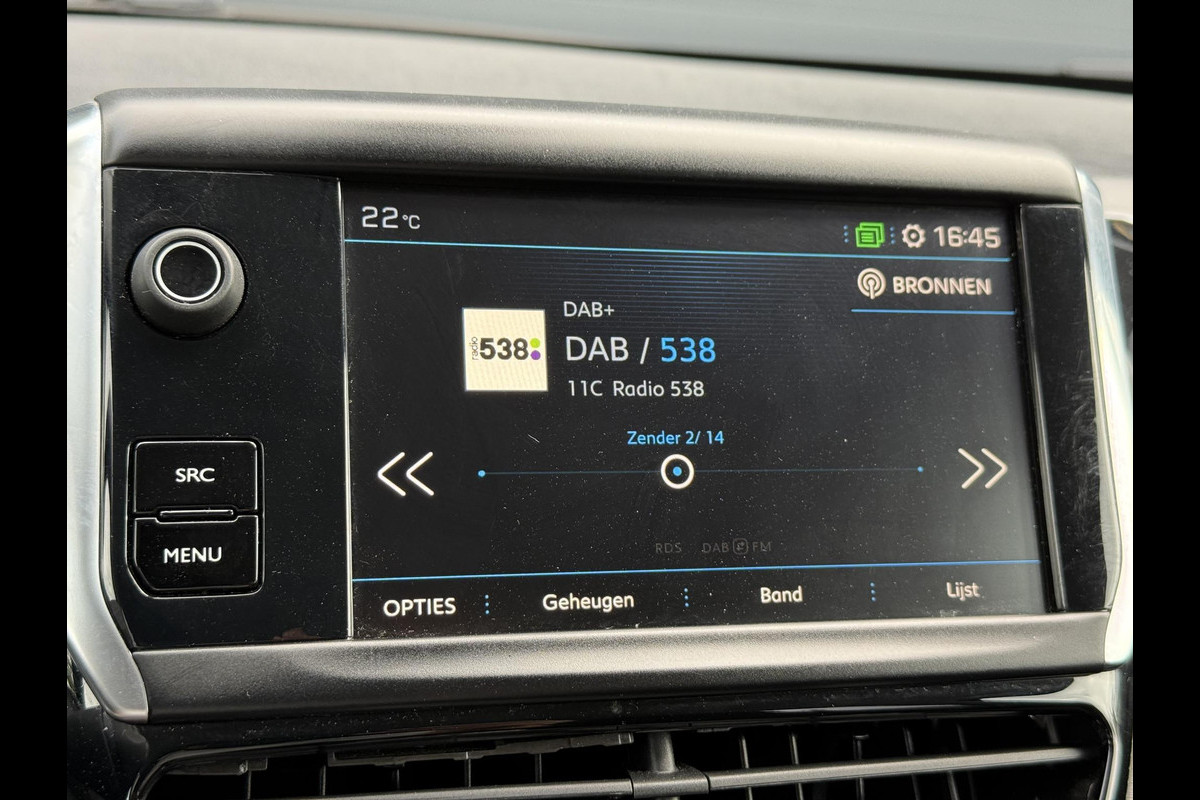 22°C
16:45
BRONNEN
DAB+
radio 538
DAB / 538
11C Radio 538
Zender 2/ 14
SRC
MENU
RDS DAB FM
OPTIES
Geheugen
Band
Lijst